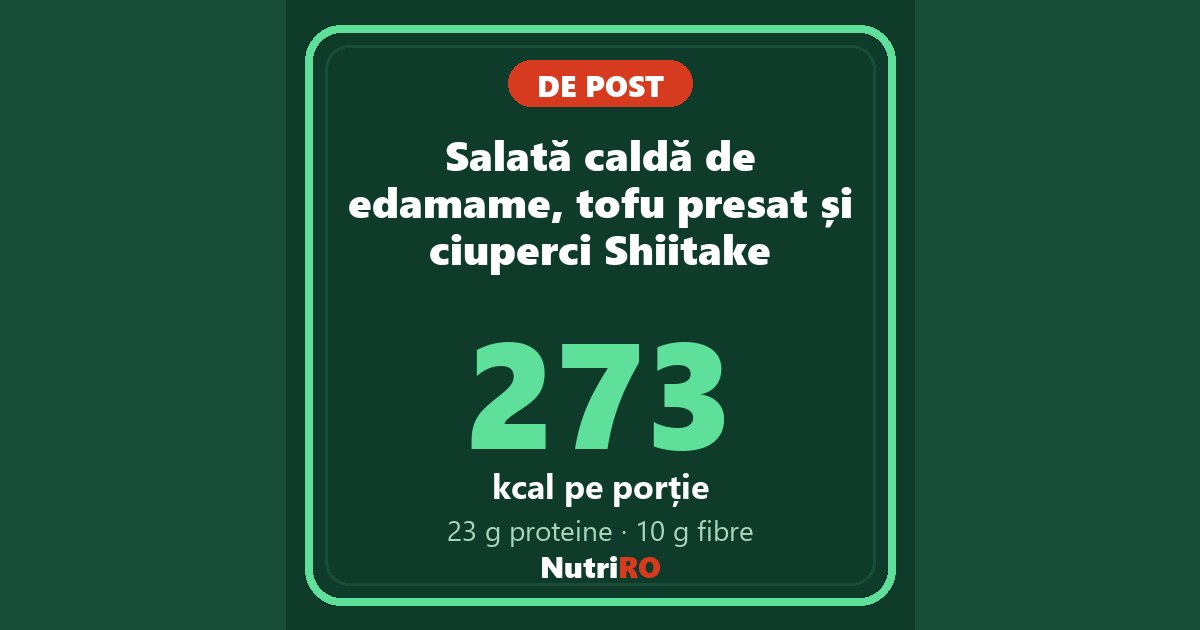 DE POST
Salată caldă de
edamame, tofu presat și
ciuperci Shiitake
273
kcal pe porție
23 g proteine · 10 g fibre
NutriRO